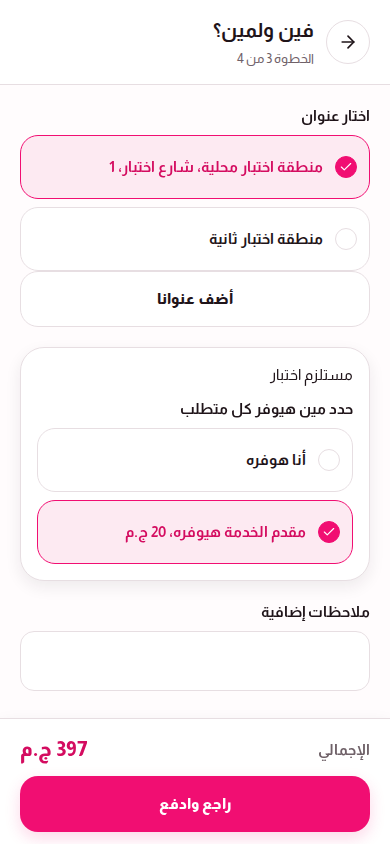 فين ولمين؟
الخطوة 3 من 4
اختار عنوان
منطقة اختبار محلية، شارع اختبار، 1
منطقة اختبار ثانية
أضف عنوانا
مستلزم اختبار
حدد مين هيوفر كل متطلب
أنا هوفره
مقدم الخدمة هيوفره، 20 ج.م
ملاحظات إضافية
الإجمالي
397 ج.م
راجع وادفع